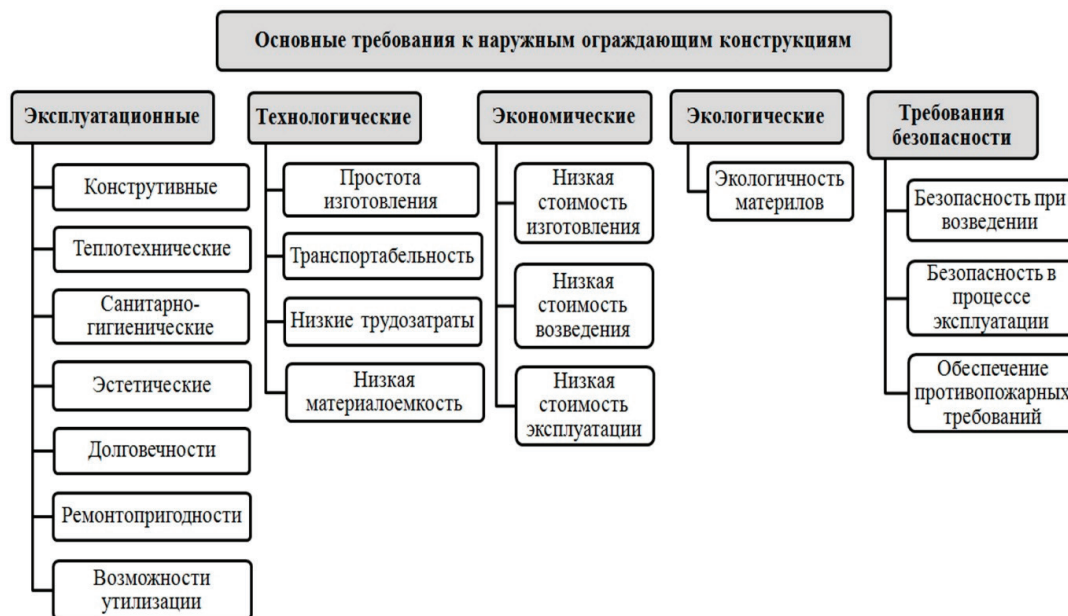 Основные требования к наружным ограждающим конструкциям
Эксплуатационные
Конструтивные
Теплотехнические
Санитарно-
гигиенические
Эстетические
Долговечности
Ремонтопригодности
Возможности
утилизации
Технологические
Простота
изготовления
Транспортабельность
Низкие трудозатраты
Низкая
материалоемкость
Экономические
Низкая
стоимость
изготовления
Низкая
стоимость
возведения
Низкая
стоимость
эксплуатации
Экологические
Экологичность
материлов
Требования
безопасности
Безопасность при
возведении
Безопасность в
процессе
эксплуатации
Обеспечение
противопожарных
требований